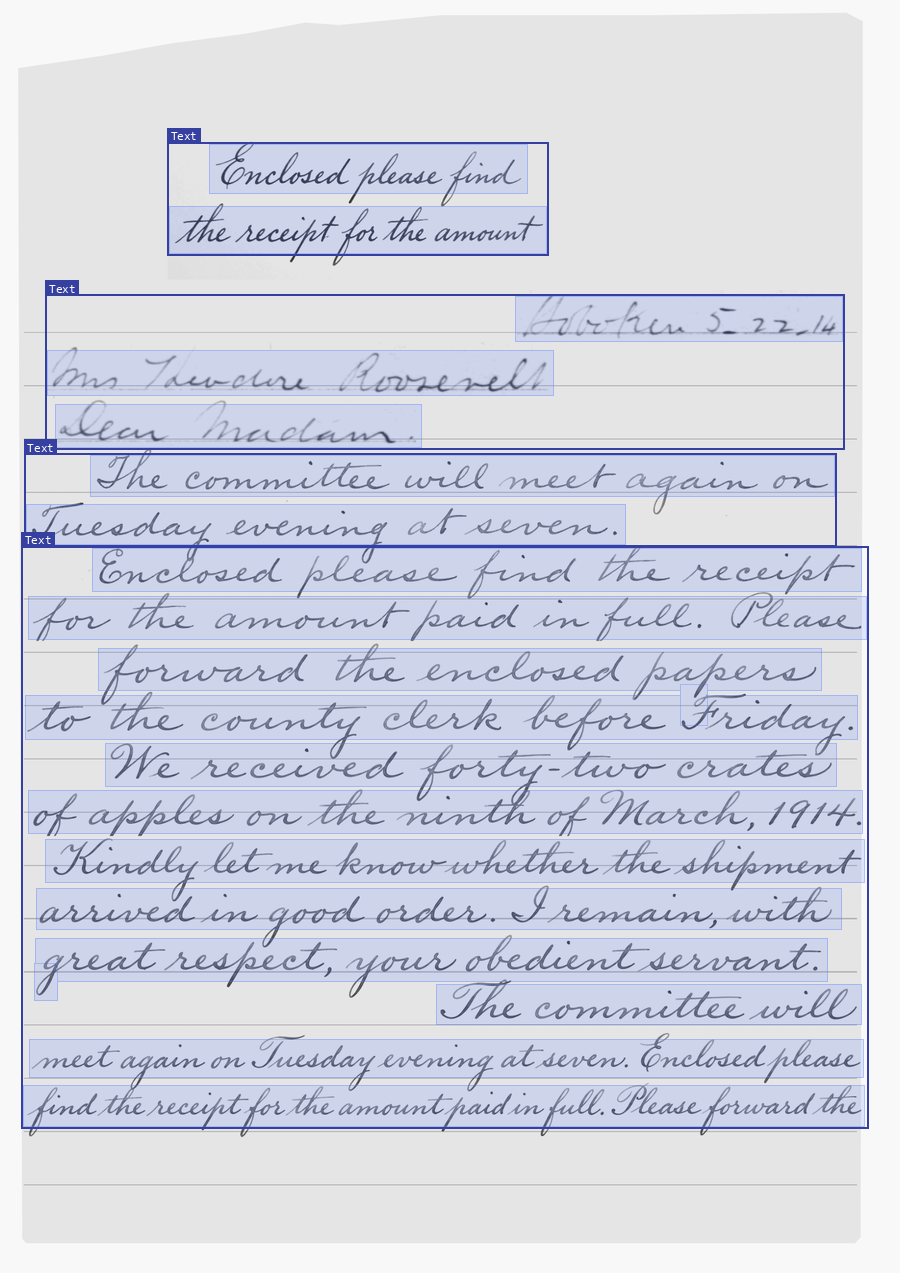 Enclosed please find
the receipt for the amount
Hoboken 5-22-14
Mrs Theodore Roosevelt
Dear Madam.
The committee will meet again on
Tuesday evening at seven.
Enclosed please find the receipt
for the amount paid in full. Please
forward the enclosed papers
to the county clerk before Friday.
We received forty-two crates
of apples on the ninth of March, 1914.
Kindly let me know whether the shipment
arrived in good order. I remain, with
great respect, your obedient servant.
The committee will
meet again on Tuesday evening at seven. Enclosed please
find the receipt for the amount paid in full. Please forward the